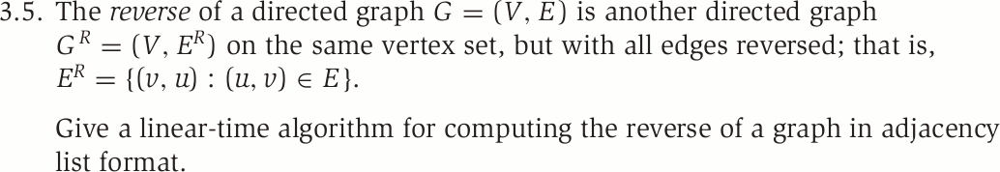 3.5. The reverse of a directed graph G = (V, E) is another directed graph
G^R = (V, E^R) on the same vertex set, but with all edges reversed; that is,
E^R = {(v, u) : (u, v) ∈ E}.
Give a linear-time algorithm for computing the reverse of a graph in adjacency
list format.